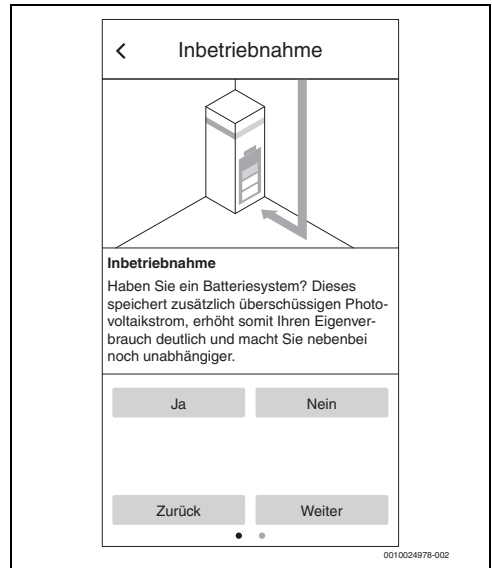 Inbetriebnahme
Inbetriebnahme
Haben Sie ein Batteriesystem? Dieses
speichert zusätzlich überschüssigen Photo-
voltaikstrom, erhöht somit Ihren Eigenver-
brauch deutlich und macht Sie nebenbei
noch unabhängiger.
Ja Nein
Zurück Weiter
0010024978-002